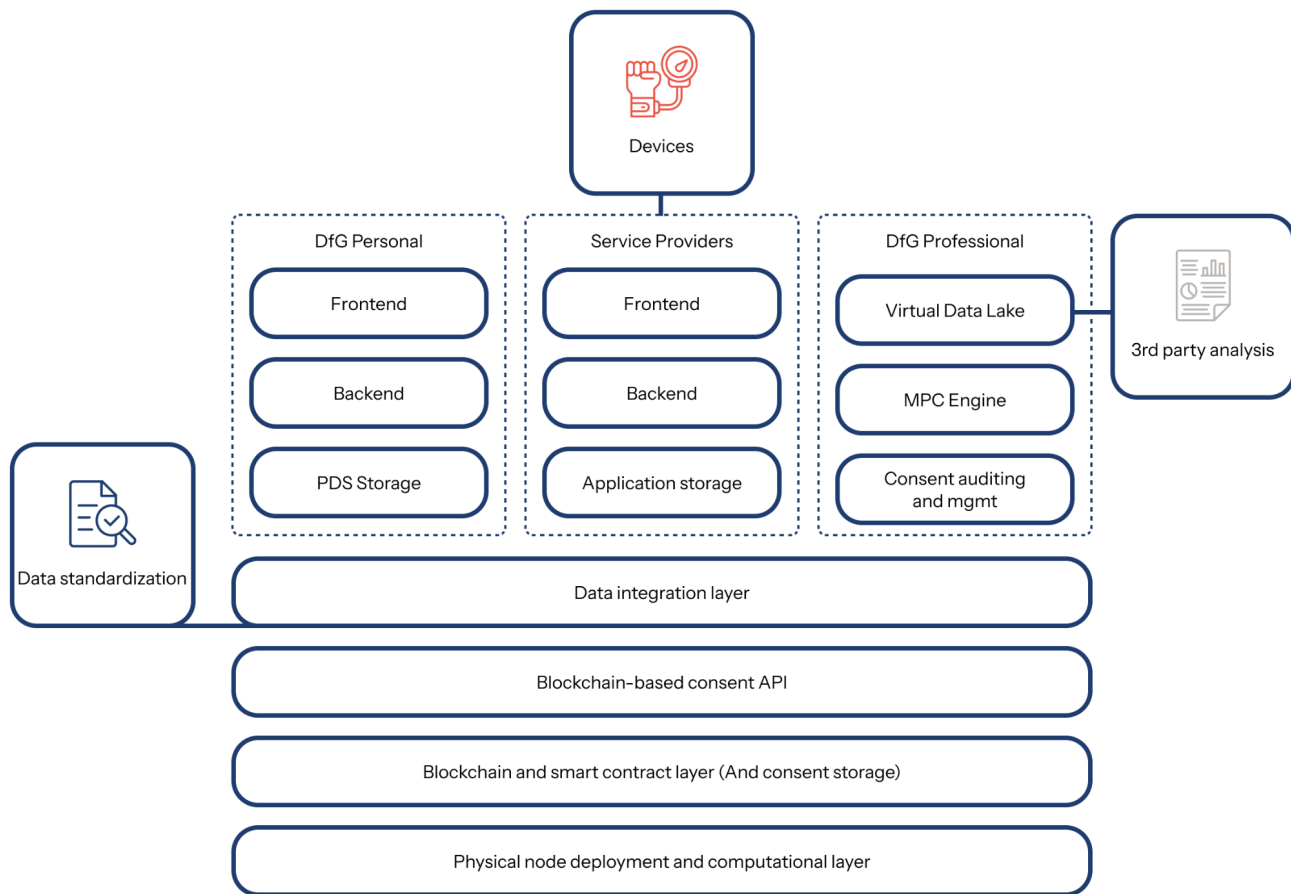 Devices
DfG Personal
Service Providers
DfG Professional
Frontend
Frontend
Virtual Data Lake
3rd party analysis
Backend
Backend
MPC Engine
PDS Storage
Application storage
Consent auditing
and mgmt
Data standardization
Data integration layer
Blockchain-based consent API
Blockchain and smart contract layer (And consent storage)
Physical node deployment and computational layer